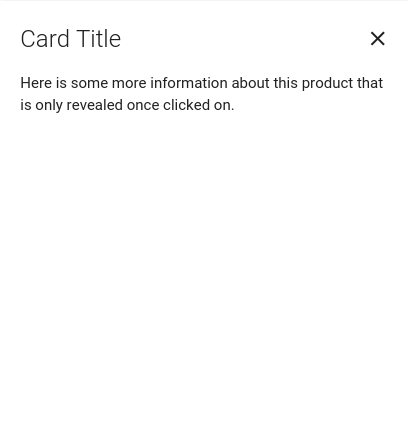 Card Title
Here is some more information about this product that
is only revealed once clicked on.